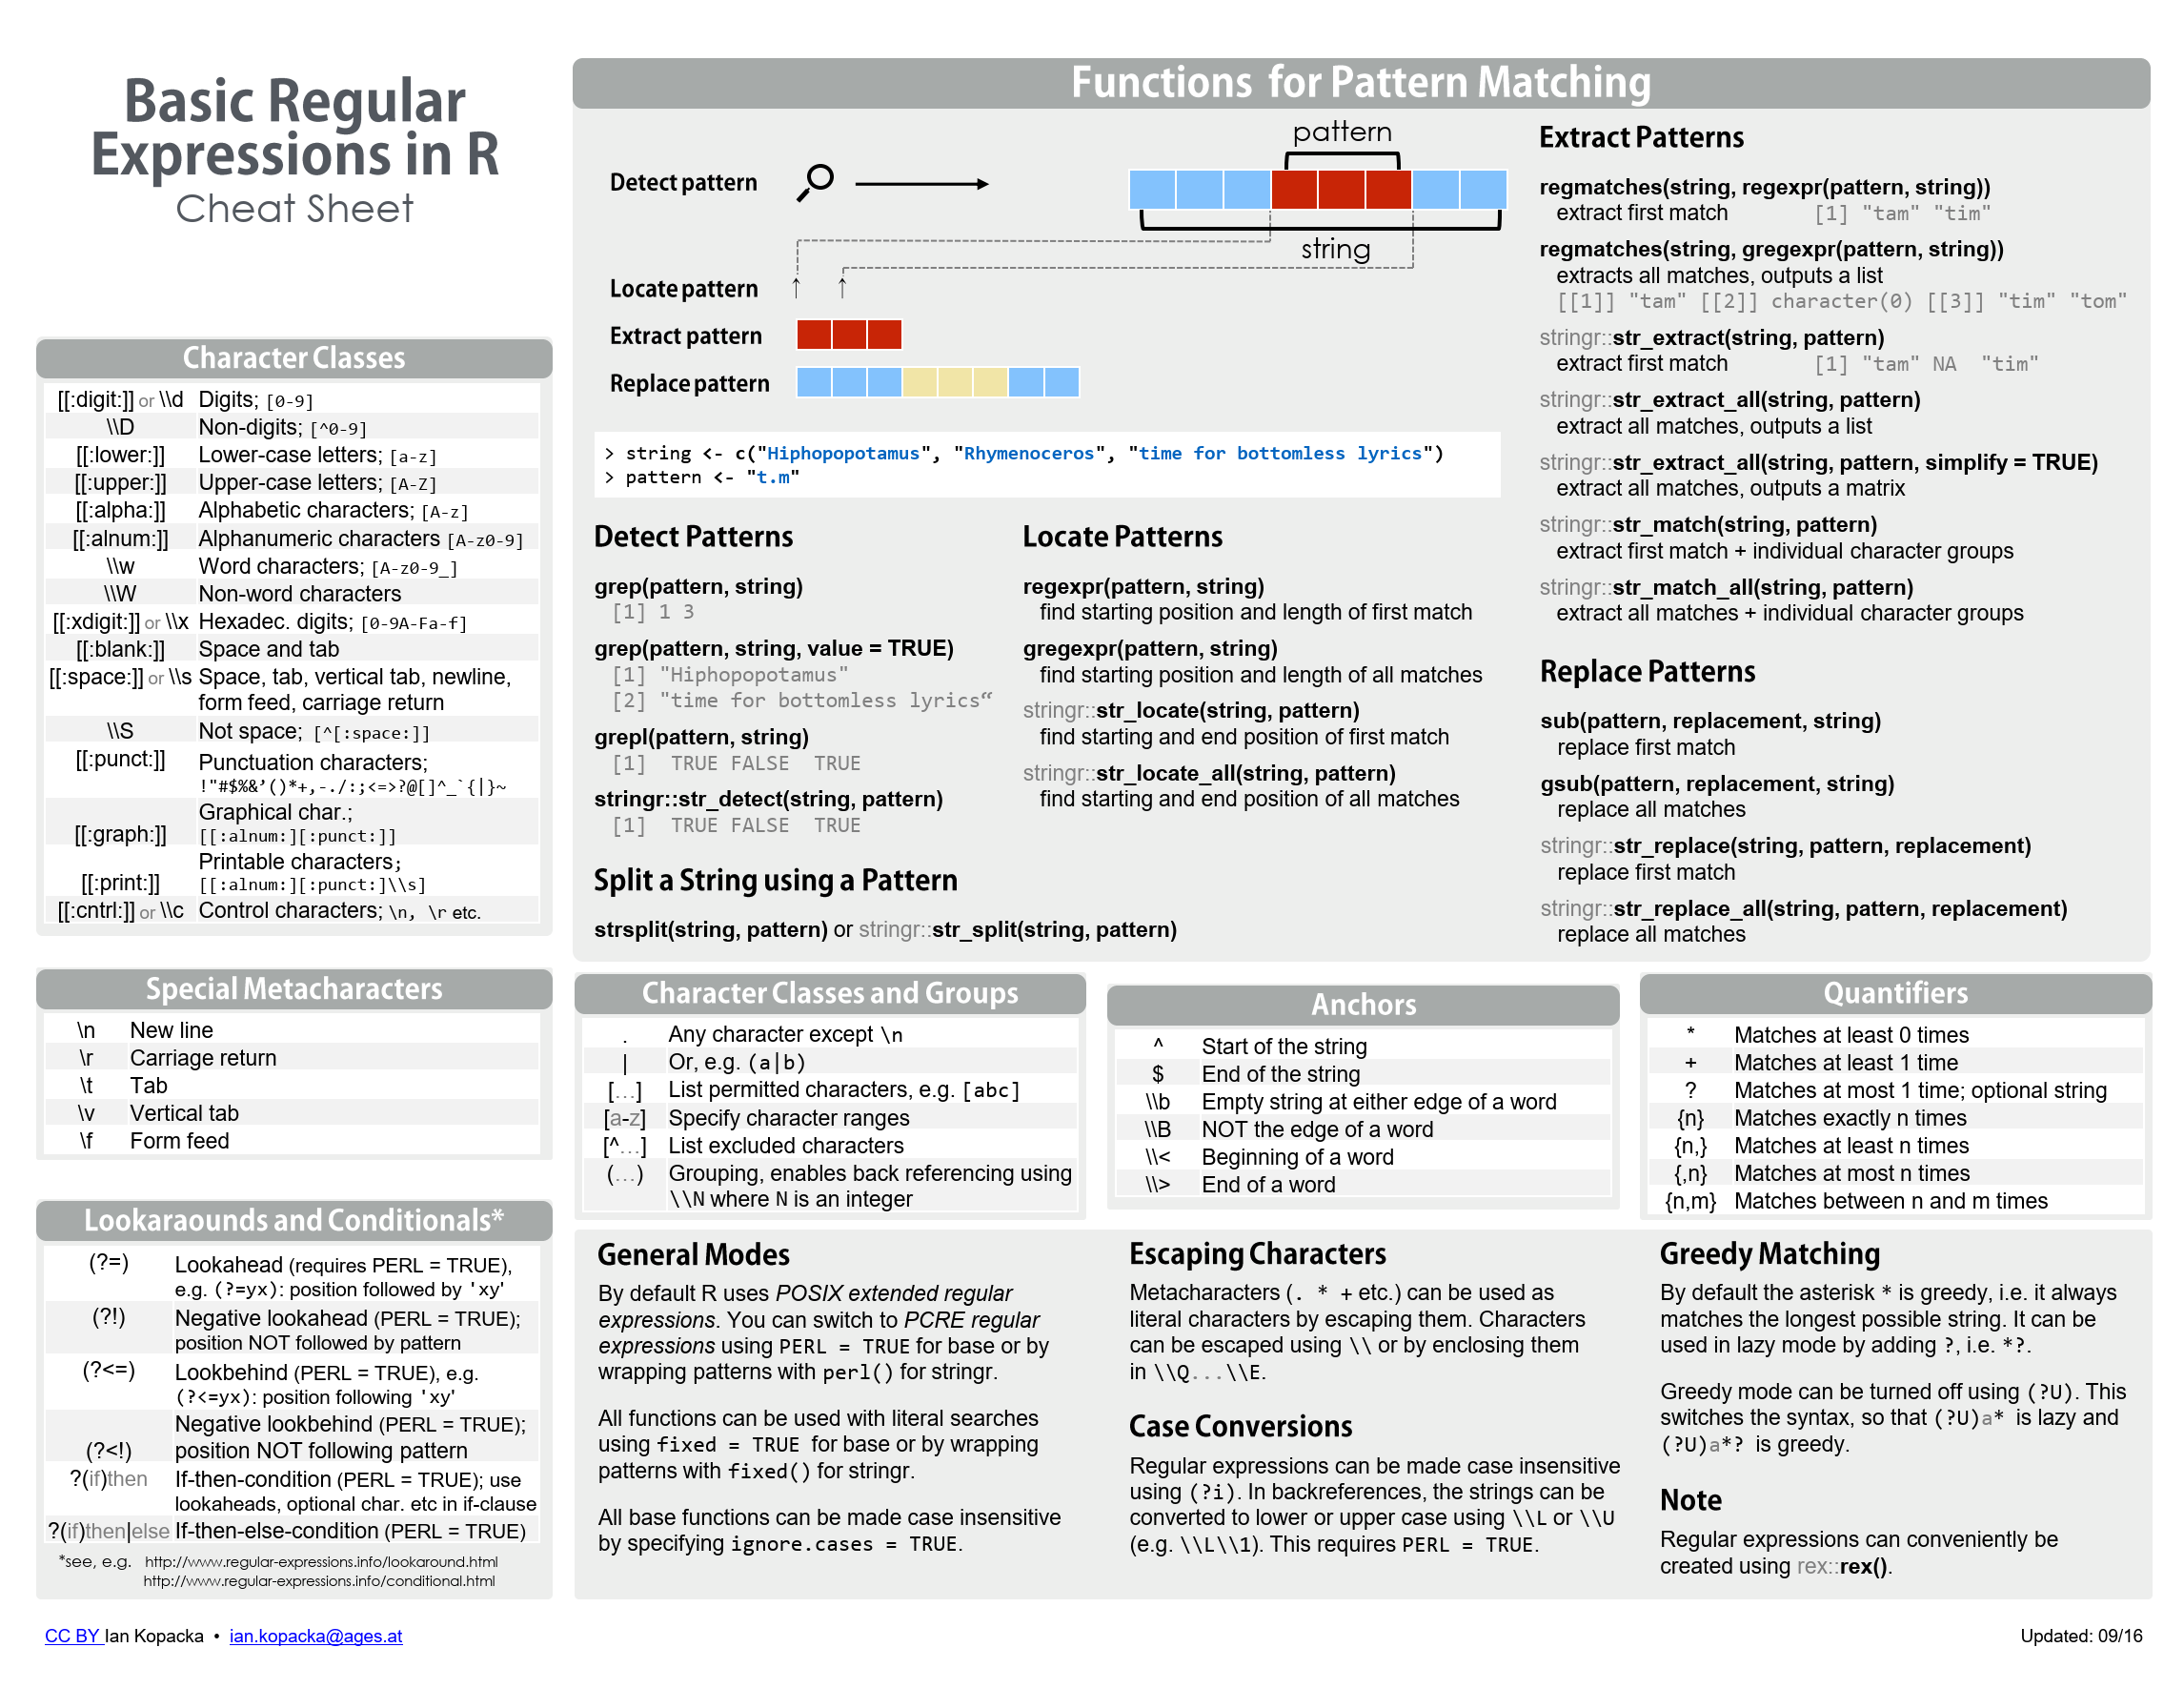 Basic Regular
Expressions in R
Cheat Sheet
Functions for Pattern Matching
Detect pattern
pattern
string
Locate pattern
Extract pattern
Replace pattern
> string <- c("Hiphopopotamus", "Rhymenoceros", "time for bottomless lyrics")
> pattern <- "t.m"
Detect Patterns
grep(pattern, string)
[1] 1 3
grep(pattern, string, value = TRUE)
[1] "Hiphopopotamus"
[2] "time for bottomless lyrics“
grepl(pattern, string)
[1]  TRUE FALSE  TRUE
stringr::str_detect(string, pattern)
[1]  TRUE FALSE  TRUE
Locate Patterns
regexpr(pattern, string)
find starting position and length of first match
gregexpr(pattern, string)
find starting position and length of all matches
stringr::str_locate(string, pattern)
find starting and end position of first match
stringr::str_locate_all(string, pattern)
find starting and end position of all matches
Split a String using a Pattern
strsplit(string, pattern) or stringr::str_split(string, pattern)
Extract Patterns
regmatches(string, regexpr(pattern, string))
extract first match [1] "tam" "tim"
regmatches(string, gregexpr(pattern, string))
extracts all matches, outputs a list
[[1]] "tam" [[2]] character(0) [[3]] "tim" "tom"
stringr::str_extract(string, pattern)
extract first match [1] "tam" NA  "tim"
stringr::str_extract_all(string, pattern)
extract all matches, outputs a list
stringr::str_extract_all(string, pattern, simplify = TRUE)
extract all matches, outputs a matrix
stringr::str_match(string, pattern)
extract first match + individual character groups
stringr::str_match_all(string, pattern)
extract all matches + individual character groups
Replace Patterns
sub(pattern, replacement, string)
replace first match
gsub(pattern, replacement, string)
replace all matches
stringr::str_replace(string, pattern, replacement)
replace first match
stringr::str_replace_all(string, pattern, replacement)
replace all matches
Character Classes
[[:digit:]] or \\d Digits; [0-9]
\\D Non-digits; [^0-9]
[[:lower:]] Lower-case letters; [a-z]
[[:upper:]] Upper-case letters; [A-Z]
[[:alpha:]] Alphabetic characters; [A-z]
[[:alnum:]] Alphanumeric characters [A-z0-9]
\\w Word characters; [A-z0-9_]
\\W Non-word characters
[[:xdigit:]] or \\x Hexadec. digits; [0-9A-Fa-f]
[[:blank:]] Space and tab
[[:space:]] or \\s Space, tab, vertical tab, newline,
form feed, carriage return
\\S Not space; [^[:space:]]
[[:punct:]] Punctuation characters;
!"#$%&’()*+,-./:;<=>?@[]^_`{|}~
Graphical char.;
[[:graph:]] [[:alnum:][:punct:]]
Printable characters;
[[:print:]] [[:alnum:][:punct:]\\s]
[[:cntrl:]] or \\c Control characters; \n, \r etc.
Special Metacharacters
\n New line
\r Carriage return
\t Tab
\v Vertical tab
\f Form feed
Lookaraounds and Conditionals*
(?=) Lookahead (requires PERL = TRUE),
e.g. (?=yx): position followed by 'xy'
(?!) Negative lookahead (PERL = TRUE);
position NOT followed by pattern
(?<=) Lookbehind (PERL = TRUE), e.g.
(?<=yx): position following 'xy'
Negative lookbehind (PERL = TRUE);
(?<!) position NOT following pattern
?(if)then If-then-condition (PERL = TRUE); use
lookaheads, optional char. etc in if-clause
?(if)then|else If-then-else-condition (PERL = TRUE)
*see, e.g. http://www.regular-expressions.info/lookaround.html
http://www.regular-expressions.info/conditional.html
Character Classes and Groups
. Any character except \n
| Or, e.g. (a|b)
[…] List permitted characters, e.g. [abc]
[a-z] Specify character ranges
[^…] List excluded characters
(…) Grouping, enables back referencing using
\\N where N is an integer
Anchors
^ Start of the string
$ End of the string
\\b Empty string at either edge of a word
\\B NOT the edge of a word
\\< Beginning of a word
\\> End of a word
Quantifiers
* Matches at least 0 times
+ Matches at least 1 time
? Matches at most 1 time; optional string
{n} Matches exactly n times
{n,} Matches at least n times
{,n} Matches at most n times
{n,m} Matches between n and m times
General Modes
By default R uses POSIX extended regular
expressions. You can switch to PCRE regular
expressions using PERL = TRUE for base or by
wrapping patterns with perl() for stringr.
All functions can be used with literal searches
using fixed = TRUE for base or by wrapping
patterns with fixed() for stringr.
All base functions can be made case insensitive
by specifying ignore.cases = TRUE.
Escaping Characters
Metacharacters (. * + etc.) can be used as
literal characters by escaping them. Characters
can be escaped using \\ or by enclosing them
in \\Q...\\E.
Case Conversions
Regular expressions can be made case insensitive
using (?i). In backreferences, the strings can be
converted to lower or upper case using \\L or \\U
(e.g. \\L\\1). This requires PERL = TRUE.
Greedy Matching
By default the asterisk * is greedy, i.e. it always
matches the longest possible string. It can be
used in lazy mode by adding ?, i.e. *?.
Greedy mode can be turned off using (?U). This
switches the syntax, so that (?U)a* is lazy and
(?U)a*? is greedy.
Note
Regular expressions can conveniently be
created using rex::rex().
CC BY Ian Kopacka • ian.kopacka@ages.at
Updated: 09/16